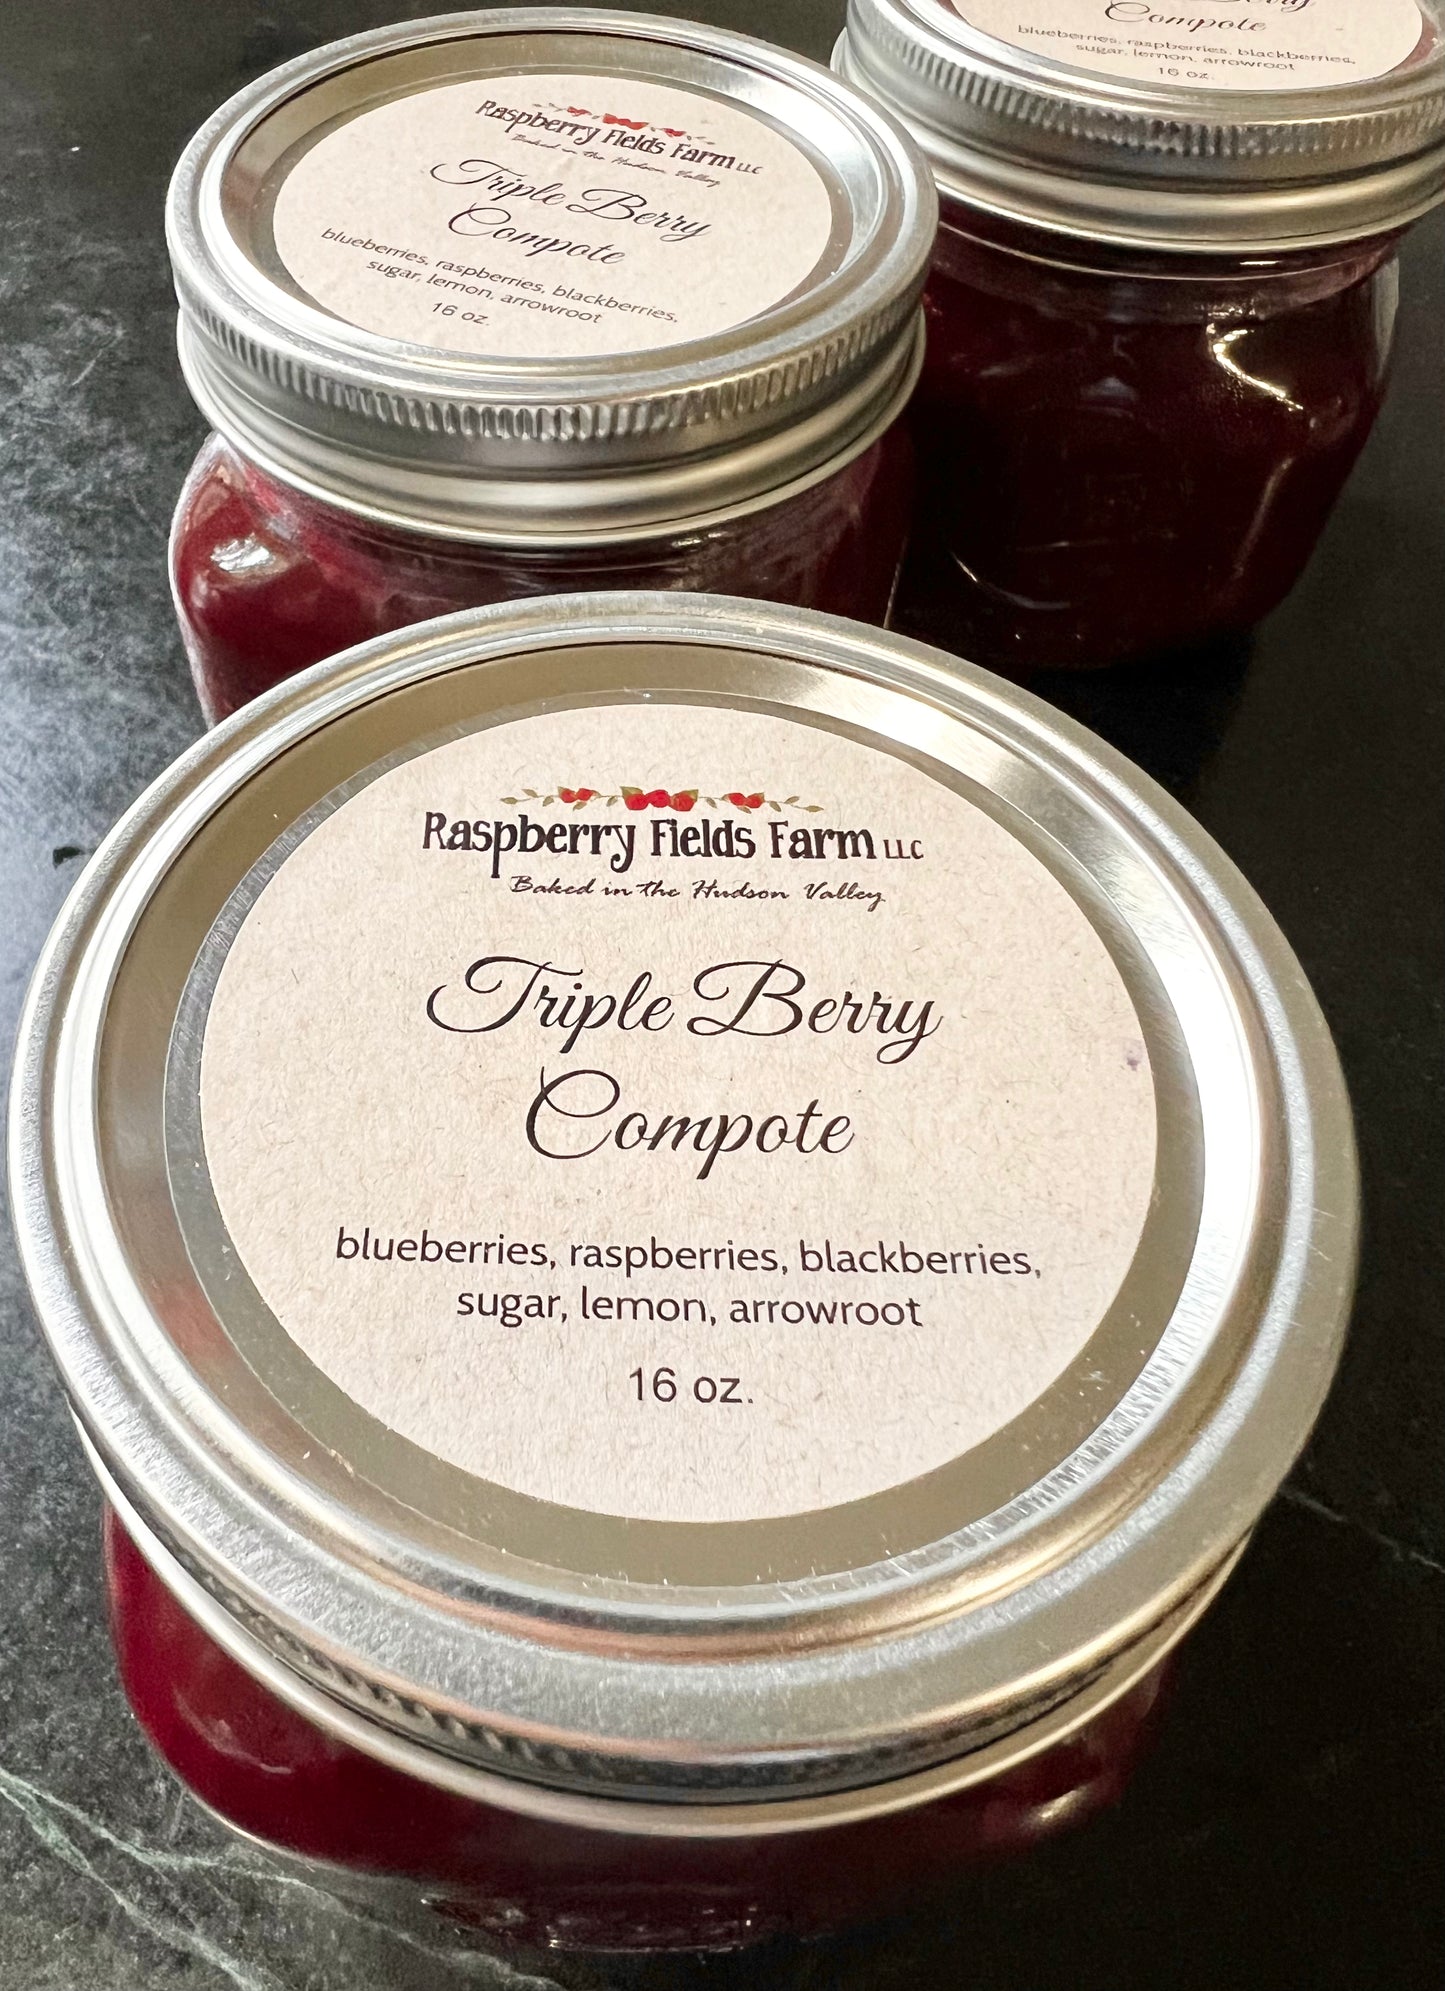 Berry
Compote
blueberries, raspberries, blackberries,
sugar, lemon, arrowroot
16 oz.
Raspberry Fields Farm LLC
Baked in the Hudson Valley
Triple Berry
Compote
blueberries, raspberries, blackberries,
sugar, lemon, arrowroot
16 oz.
Raspberry Fields Farm LLC
Baked in the Hudson Valley
Triple Berry
Compote
blueberries, raspberries, blackberries,
sugar, lemon, arrowroot
16 oz.